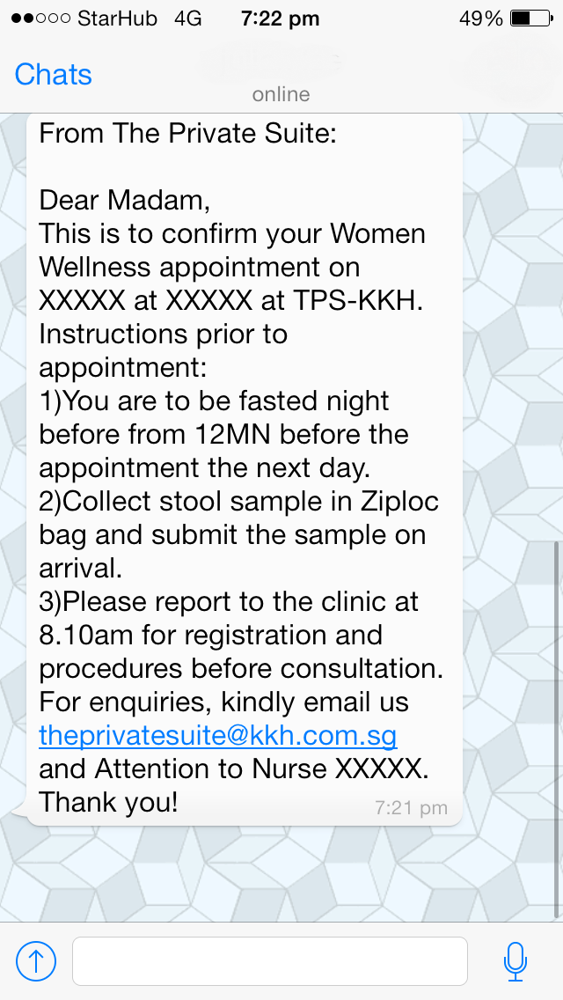 StarHub 4G 7:22 pm 49%
Chats
online
From The Private Suite:
Dear Madam,
This is to confirm your Women
Wellness appointment on
XXXXX at XXXXX at TPS-KKH.
Instructions prior to
appointment:
1)You are to be fasted night
before from 12MN before the
appointment the next day.
2)Collect stool sample in Ziploc
bag and submit the sample on
arrival.
3)Please report to the clinic at
8.10am for registration and
procedures before consultation.
For enquiries, kindly email us
theprivatesuite@kkh.com.sg
and Attention to Nurse XXXXX.
Thank you!
7:21 pm